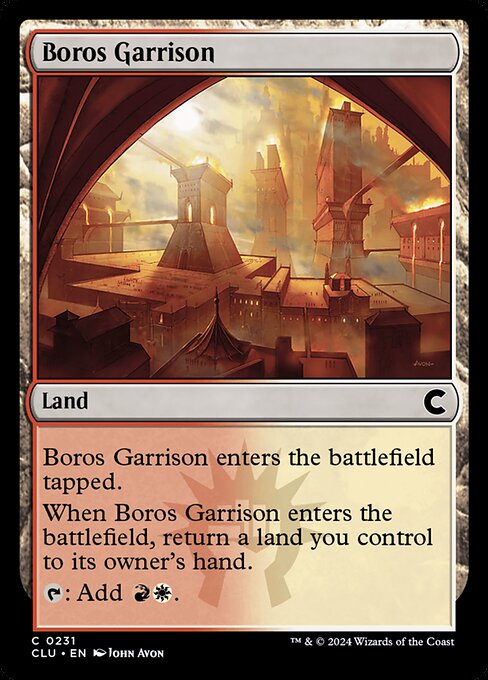 Boros Garrison
AVON
Land
Boros Garrison enters the battlefield
tapped.
When Boros Garrison enters the
battlefield, return a land you control
to its owner's hand.
: Add .
C 0231
CLU • EN John Avon
™ & © 2024 Wizards of the Coast